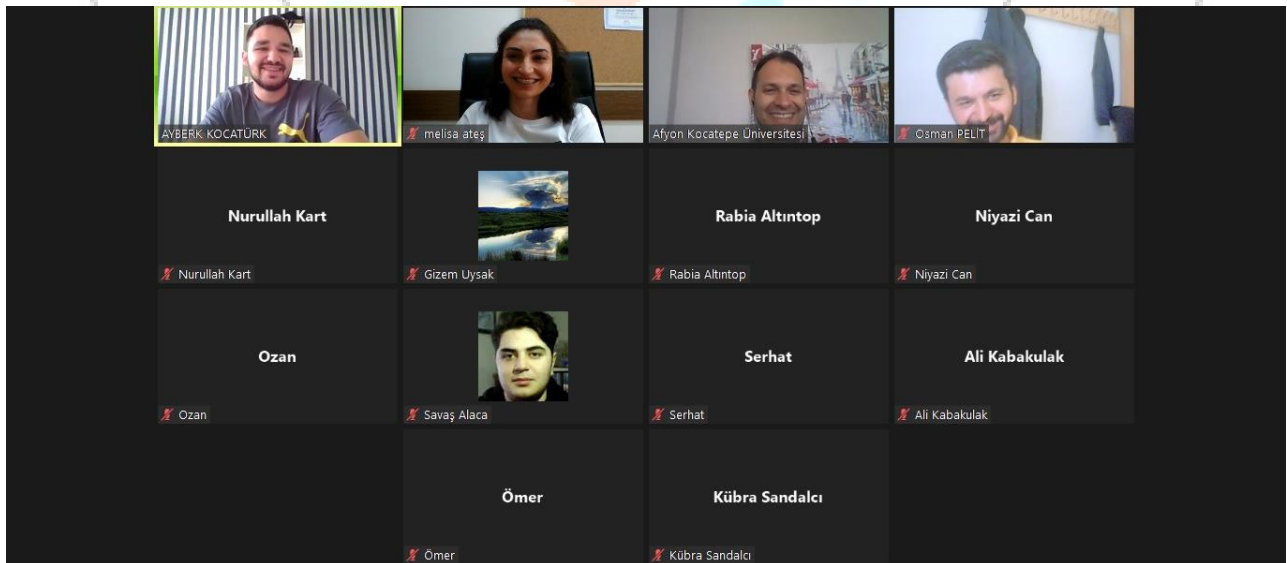 AYBERK KOCATÜRK
melisa ateş
Afyon Kocatepe Üniversitesi
Osman PELİT
Nurullah Kart
Rabia Altıntop
Niyazi Can
Nurullah Kart
Gizem Uysak
Rabia Altıntop
Niyazi Can
Ozan
Serhat
Ali Kabakulak
Ozan
Savaş Alaca
Serhat
Ali Kabakulak
Ömer
Kübra Sandalcı
Ömer
Kübra Sandalcı